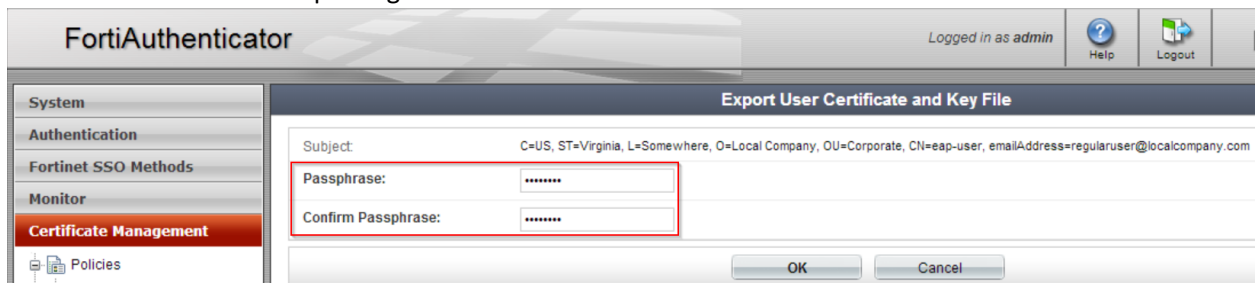 FortiAuthenticator
Logged in as admin
Help
Logout
System
Export User Certificate and Key File
Authentication
Subject: C=US, ST=Virginia, L=Somewhere, O=Local Company, OU=Corporate, CN=eap-user, emailAddress=regularuser@localcompany.com
Fortinet SSO Methods
Passphrase: ••••••••
Monitor
Confirm Passphrase: ••••••••
Certificate Management
Policies
OK
Cancel